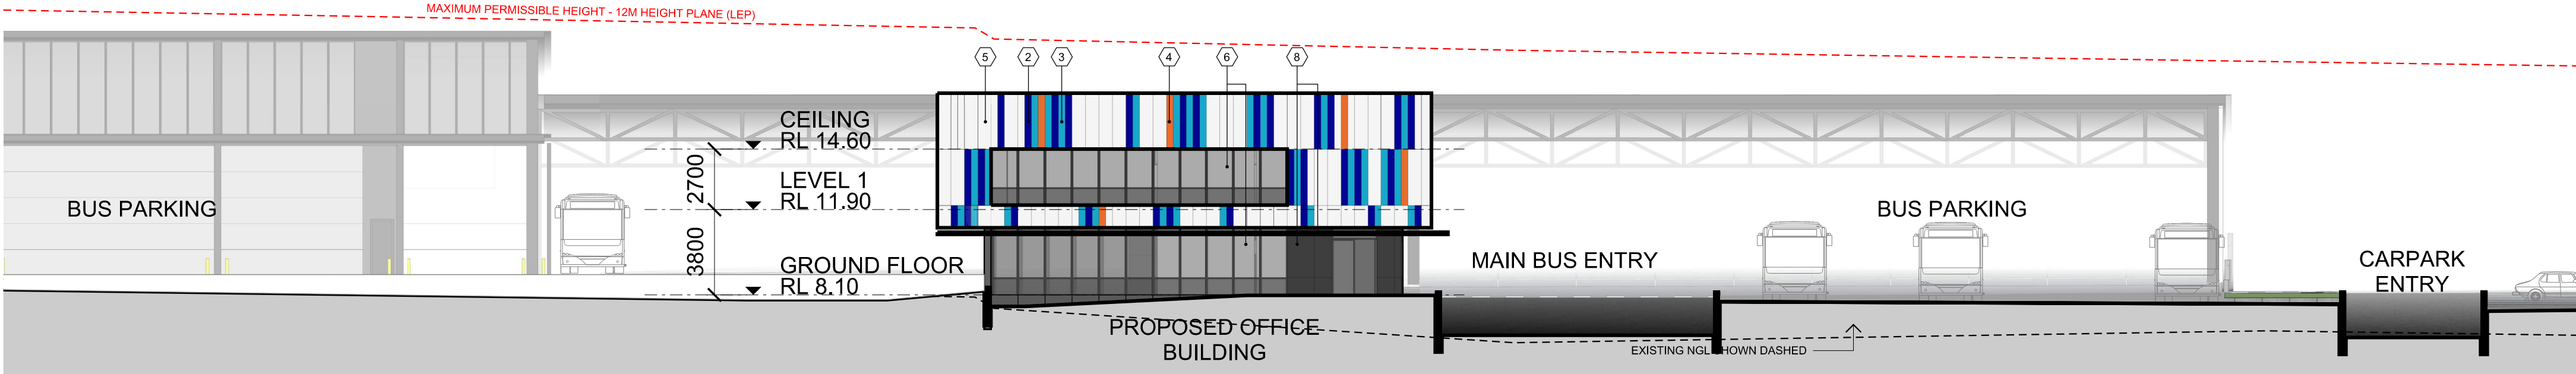 MAXIMUM PERMISSIBLE HEIGHT - 12M HEIGHT PLANE (LEP)
5 2 3 4 6 8
CEILING
RL 14.60
2700
LEVEL 1
RL 11.90
3800
GROUND FLOOR
RL 8.10
BUS PARKING
MAIN BUS ENTRY
BUS PARKING
CARPARK
ENTRY
PROPOSED OFFICE
BUILDING
EXISTING NGL SHOWN DASHED